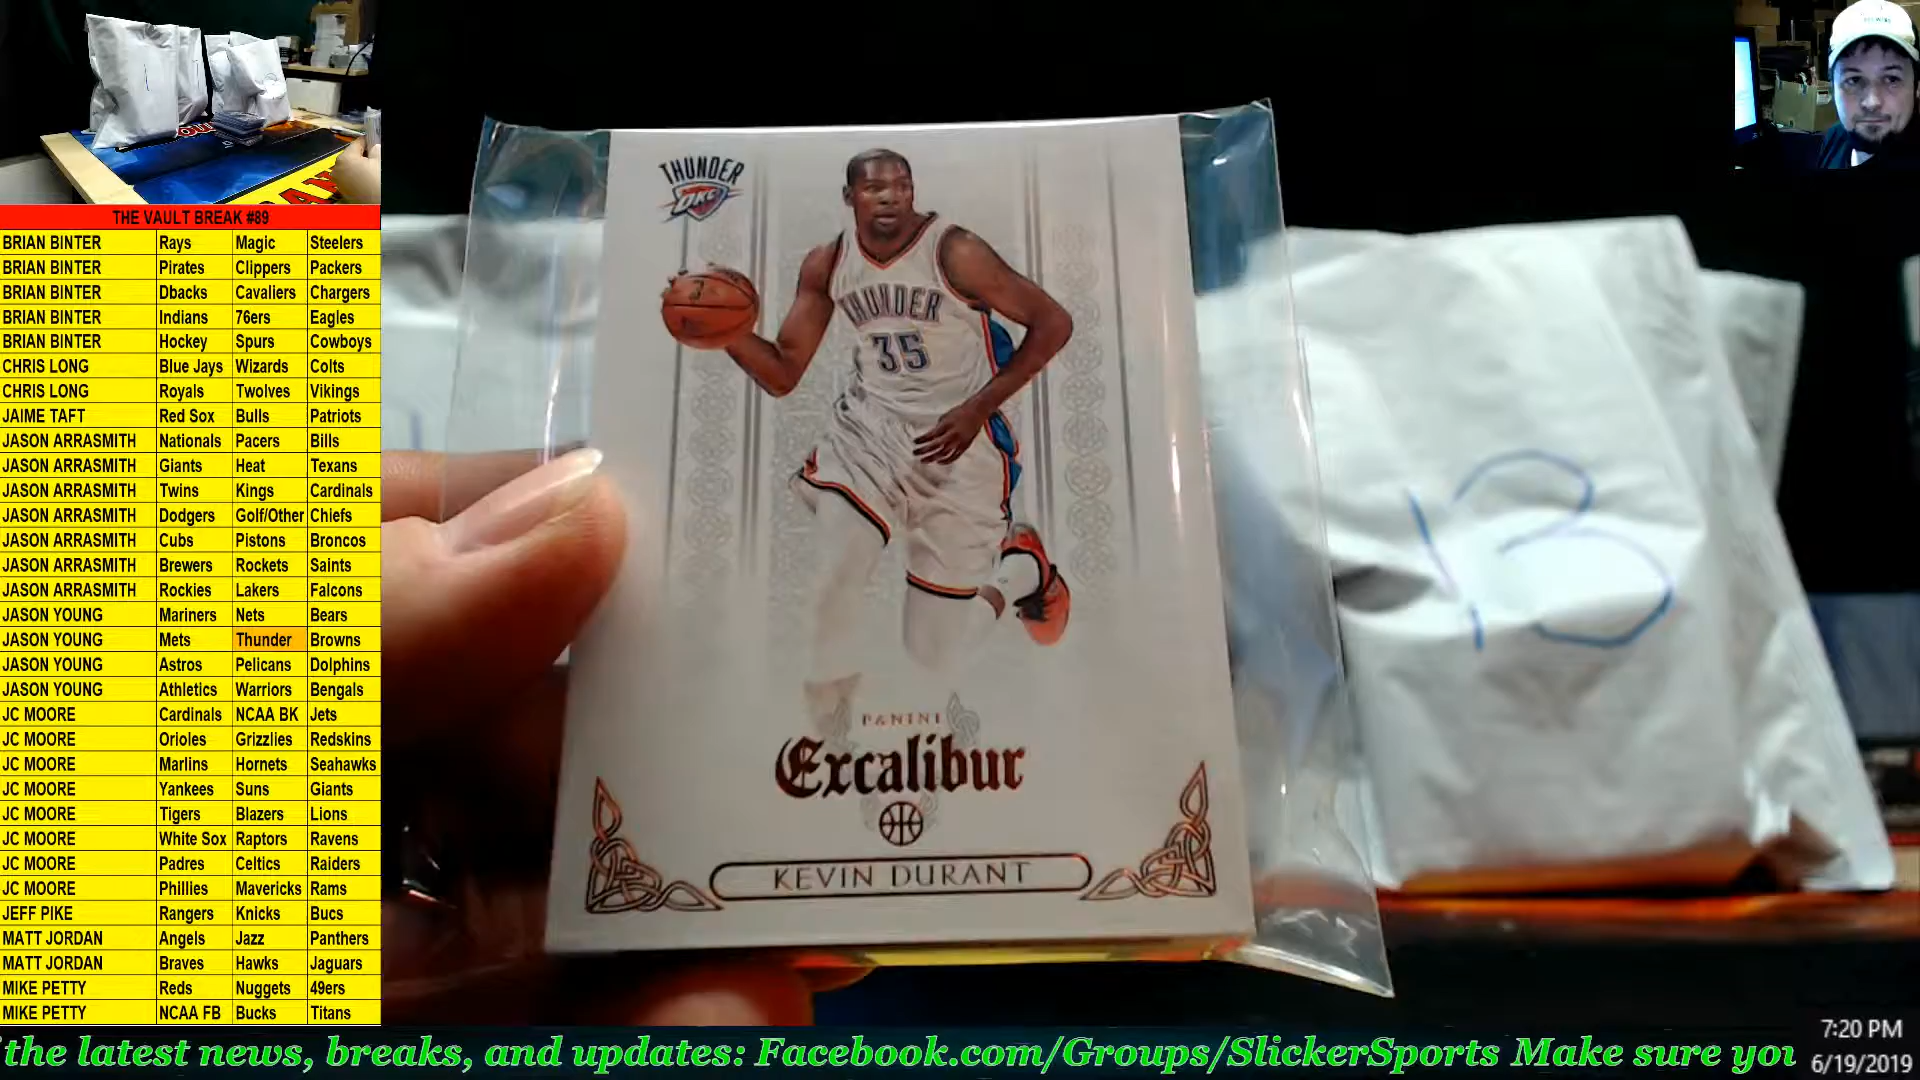 THE VAULT BREAK #89
BRIAN BINTER Rays Magic Steelers
BRIAN BINTER Pirates Clippers Packers
BRIAN BINTER Dbacks Cavaliers Chargers
BRIAN BINTER Indians 76ers Eagles
BRIAN BINTER Hockey Spurs Cowboys
CHRIS LONG Blue Jays Wizards Colts
CHRIS LONG Royals Twolves Vikings
JAIME TAFT Red Sox Bulls Patriots
JASON ARRASMITH Nationals Pacers Bills
JASON ARRASMITH Giants Heat Texans
JASON ARRASMITH Twins Kings Cardinals
JASON ARRASMITH Dodgers Golf/Other Chiefs
JASON ARRASMITH Cubs Pistons Broncos
JASON ARRASMITH Brewers Rockets Saints
JASON ARRASMITH Rockies Lakers Falcons
JASON YOUNG Mariners Nets Bears
JASON YOUNG Mets Thunder Browns
JASON YOUNG Astros Pelicans Dolphins
JASON YOUNG Athletics Warriors Bengals
JC MOORE Cardinals NCAA BK Jets
JC MOORE Orioles Grizzlies Redskins
JC MOORE Marlins Hornets Seahawks
JC MOORE Yankees Suns Giants
JC MOORE Tigers Blazers Lions
JC MOORE White Sox Raptors Ravens
JC MOORE Padres Celtics Raiders
JC MOORE Phillies Mavericks Rams
JEFF PIKE Rangers Knicks Bucs
MATT JORDAN Angels Jazz Panthers
MATT JORDAN Braves Hawks Jaguars
MIKE PETTY Reds Nuggets 49ers
MIKE PETTY NCAA FB Bucks Titans
THUNDER
OKC
THUNDER
35
PANINI
Excalibur
KEVIN DURANT
13
the latest news, breaks, and updates: Facebook.com/Groups/SlickerSports Make sure you
7:20 PM
6/19/2019